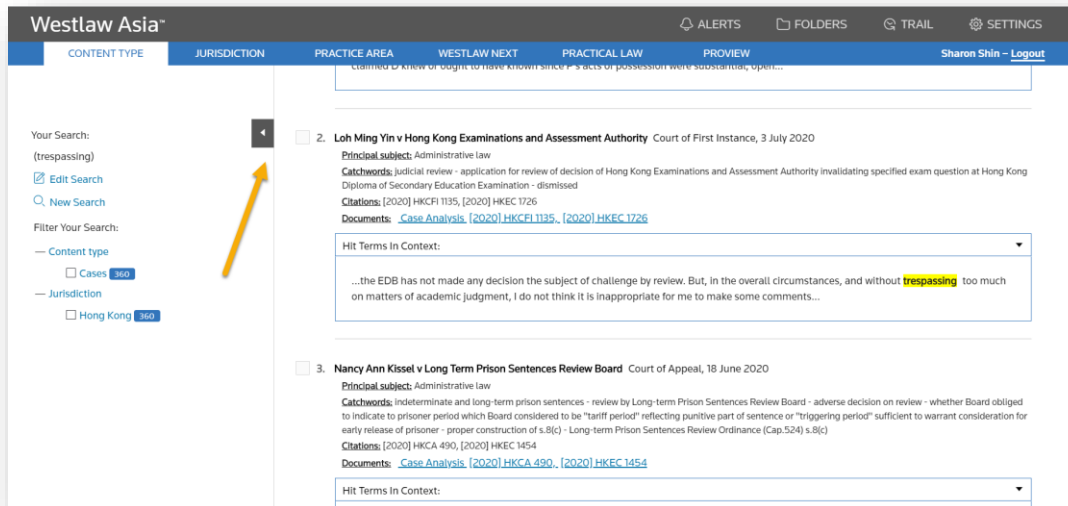 Westlaw Asia™
ALERTS FOLDERS TRAIL SETTINGS
CONTENT TYPE JURISDICTION PRACTICE AREA WESTLAW NEXT PRACTICAL LAW PROVIEW Sharon Shin – Logout
claimed D knew or ought to have known since P's acts of possession were substantial, open...
Your Search:
(trespassing)
Edit Search
New Search
Filter Your Search:
— Content type
Cases 360
— Jurisdiction
Hong Kong 360
2. Loh Ming Yin v Hong Kong Examinations and Assessment Authority Court of First Instance, 3 July 2020
Principal subject: Administrative law
Catchwords: judicial review - application for review of decision of Hong Kong Examinations and Assessment Authority invalidating specified exam question at Hong Kong
Diploma of Secondary Education Examination - dismissed
Citations: [2020] HKCFI 1135, [2020] HKEC 1726
Documents: Case Analysis [2020] HKCFI 1135, [2020] HKEC 1726
Hit Terms In Context:
...the EDB has not made any decision the subject of challenge by review. But, in the overall circumstances, and without trespassing too much
on matters of academic judgment, I do not think it is inappropriate for me to make some comments...
3. Nancy Ann Kissel v Long Term Prison Sentences Review Board Court of Appeal, 18 June 2020
Principal subject: Administrative law
Catchwords: indeterminate and long-term prison sentences - review by Long-term Prison Sentences Review Board - adverse decision on review - whether Board obliged
to indicate to prisoner period which Board considered to be "tariff period" reflecting punitive part of sentence or "triggering period" sufficient to warrant consideration for
early release of prisoner - proper construction of s.8(c) - Long-term Prison Sentences Review Ordinance (Cap.524) s.8(c)
Citations: [2020] HKCA 490, [2020] HKEC 1454
Documents: Case Analysis [2020] HKCA 490, [2020] HKEC 1454
Hit Terms In Context: